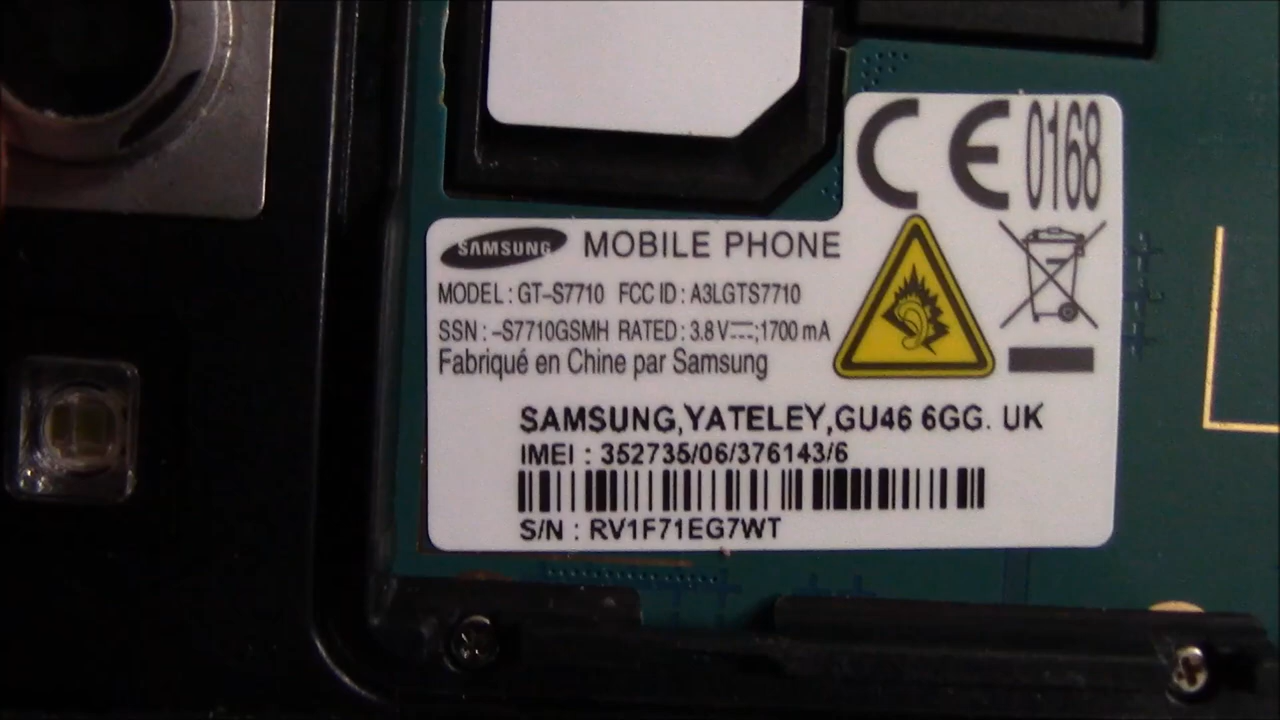 CE 0168
SAMSUNG MOBILE PHONE
MODEL : GT-S7710 FCC ID : A3LGTS7710
SSN : -S7710GSMH RATED : 3.8 V⎓;1700 mA
Fabriqué en Chine par Samsung
SAMSUNG,YATELEY,GU46 6GG. UK
IMEI : 352735/06/376143/6
S/N : RV1F71EG7WT